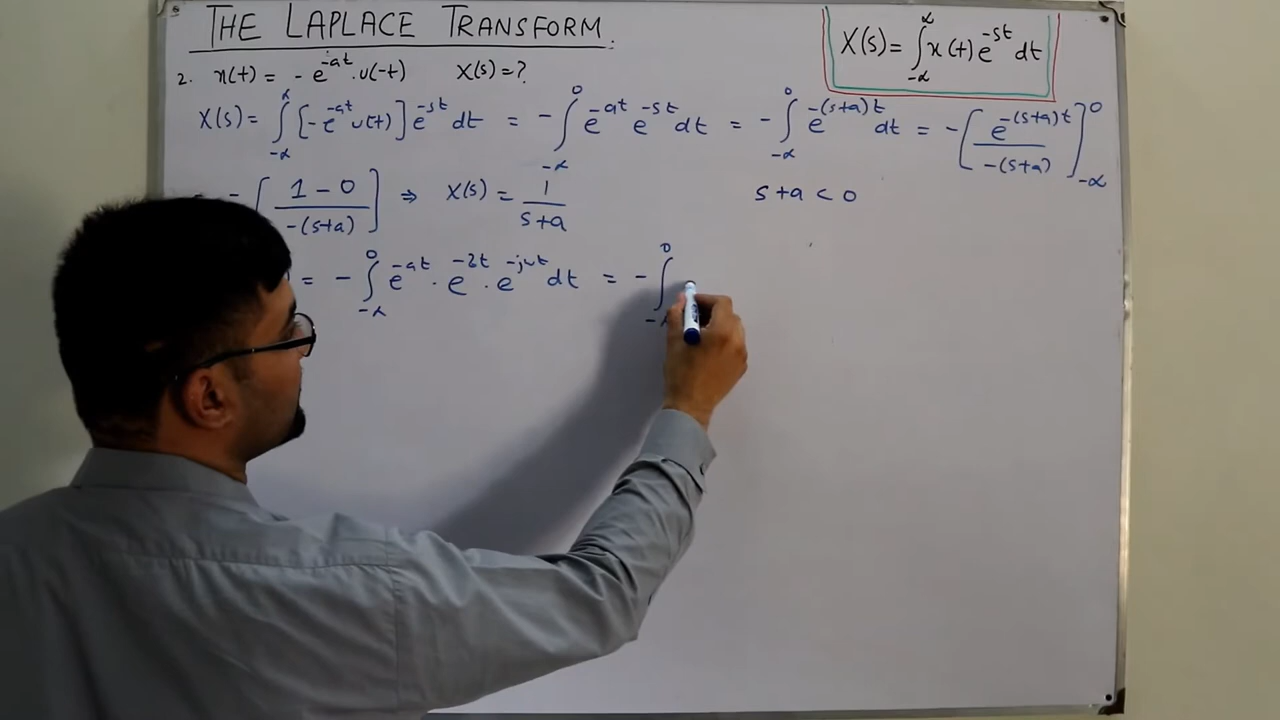 THE LAPLACE TRANSFORM.
X(s) = ∫_{-∝}^{∝} x(t) e^{-st} dt
2. x(t) = - e^{-at} . u(-t) X(s) = ?
X(s) = ∫_{-∝}^{∝} [-e^{-at} u(t)] e^{-st} dt = - ∫_{-∝}^{0} e^{-at} e^{-st} dt = - ∫_{-∝}^{0} e^{-(s+a)t} dt = - [e^{-(s+a)t} / -(s+a)]_{-∝}^{0}
- [1 - 0 / -(s+a)] ⇒ X(s) = 1 / s+a s+a < 0
= - ∫_{-∝}^{0} e^{-at} . e^{-2t} . e^{-jωt} dt = - ∫_{-∝}^{0}